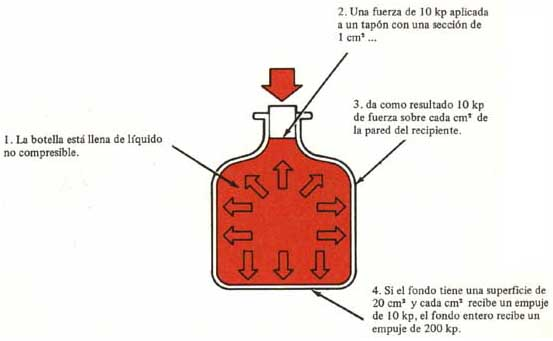 1. La botella está llena de líquido
no compresible.
2. Una fuerza de 10 kp aplicada
a un tapón con una sección de
1 cm² ...
3. da como resultado 10 kp
de fuerza sobre cada cm² de
la pared del recipiente.
4. Si el fondo tiene una superficie de
20 cm² y cada cm² recibe un empuje
de 10 kp, el fondo entero recibe un
empuje de 200 kp.